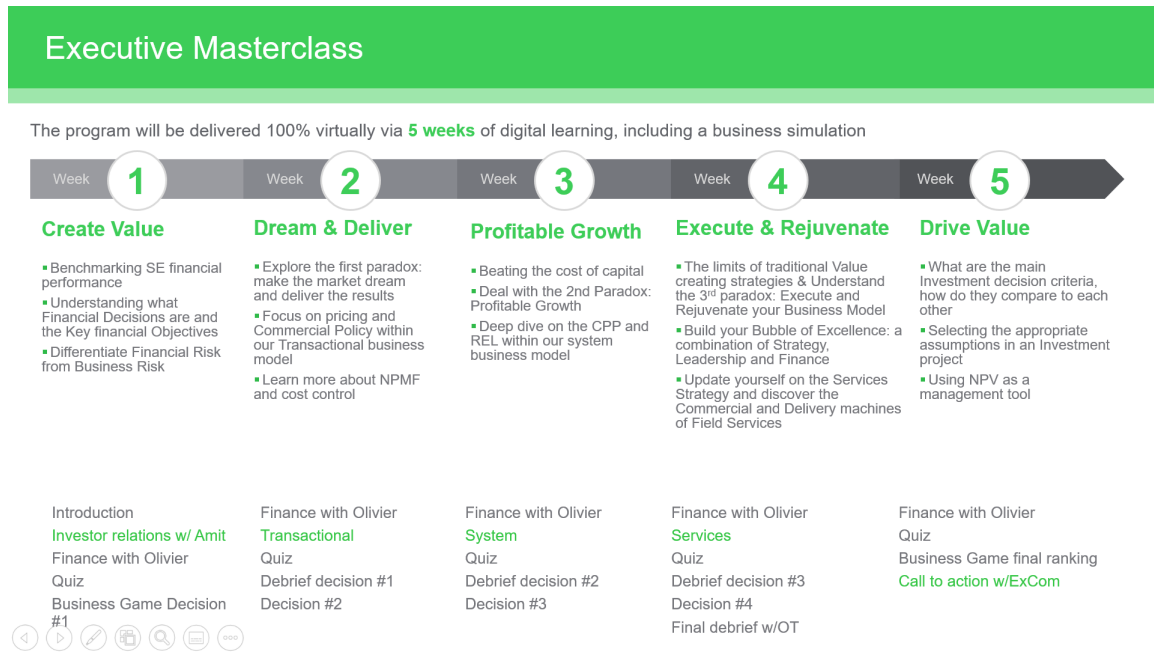 Executive Masterclass
The program will be delivered 100% virtually via 5 weeks of digital learning, including a business simulation
Week 1
Week 2
Week 3
Week 4
Week 5
Create Value
▪Benchmarking SE financial
performance
▪Understanding what
Financial Decisions are and
the Key financial Objectives
▪Differentiate Financial Risk
from Business Risk
Dream & Deliver
▪Explore the first paradox:
make the market dream
and deliver the results
▪Focus on pricing and
Commercial Policy within
our Transactional business
model
▪Learn more about NPMF
and cost control
Profitable Growth
▪Beating the cost of capital
▪Deal with the 2nd Paradox:
Profitable Growth
▪Deep dive on the CPP and
REL within our system
business model
Execute & Rejuvenate
▪The limits of traditional Value
creating strategies & Understand
the 3rd paradox: Execute and
Rejuvenate your Business Model
▪Build your Bubble of Excellence: a
combination of Strategy,
Leadership and Finance
▪Update yourself on the Services
Strategy and discover the
Commercial and Delivery machines
of Field Services
Drive Value
▪What are the main
Investment decision criteria,
how do they compare to each
other
▪Selecting the appropriate
assumptions in an Investment
project
▪Using NPV as a
management tool
Introduction
Investor relations w/ Amit
Finance with Olivier
Quiz
Business Game Decision
#1
Finance with Olivier
Transactional
Quiz
Debrief decision #1
Decision #2
Finance with Olivier
System
Quiz
Debrief decision #2
Decision #3
Finance with Olivier
Services
Quiz
Debrief decision #3
Decision #4
Final debrief w/OT
Finance with Olivier
Quiz
Business Game final ranking
Call to action w/ExCom